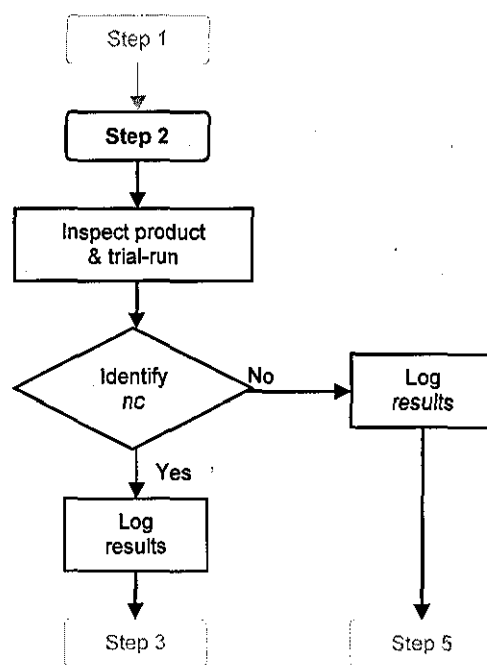 Step 1
Step 2
Inspect product
& trial-run
Identify
nc
No
Log
results
Yes
Log
results
Step 3
Step 5